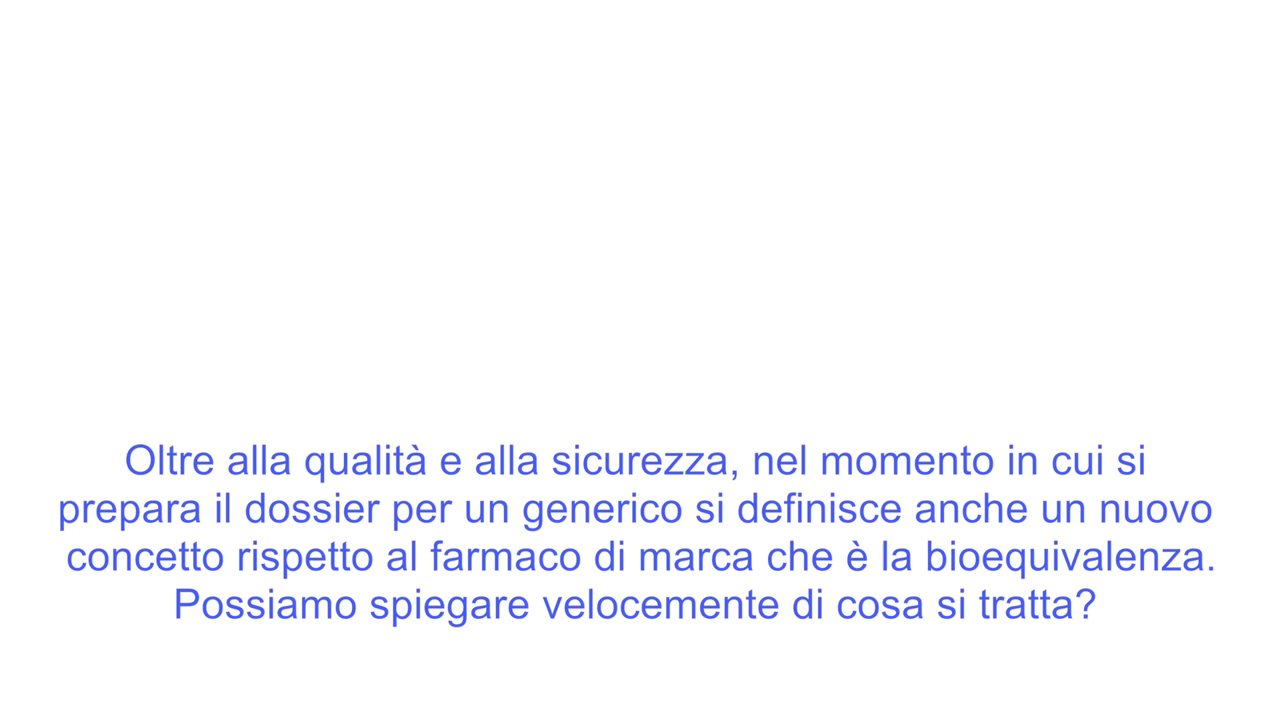 Oltre alla qualità e alla sicurezza, nel momento in cui si
prepara il dossier per un generico si definisce anche un nuovo
concetto rispetto al farmaco di marca che è la bioequivalenza.
Possiamo spiegare velocemente di cosa si tratta?